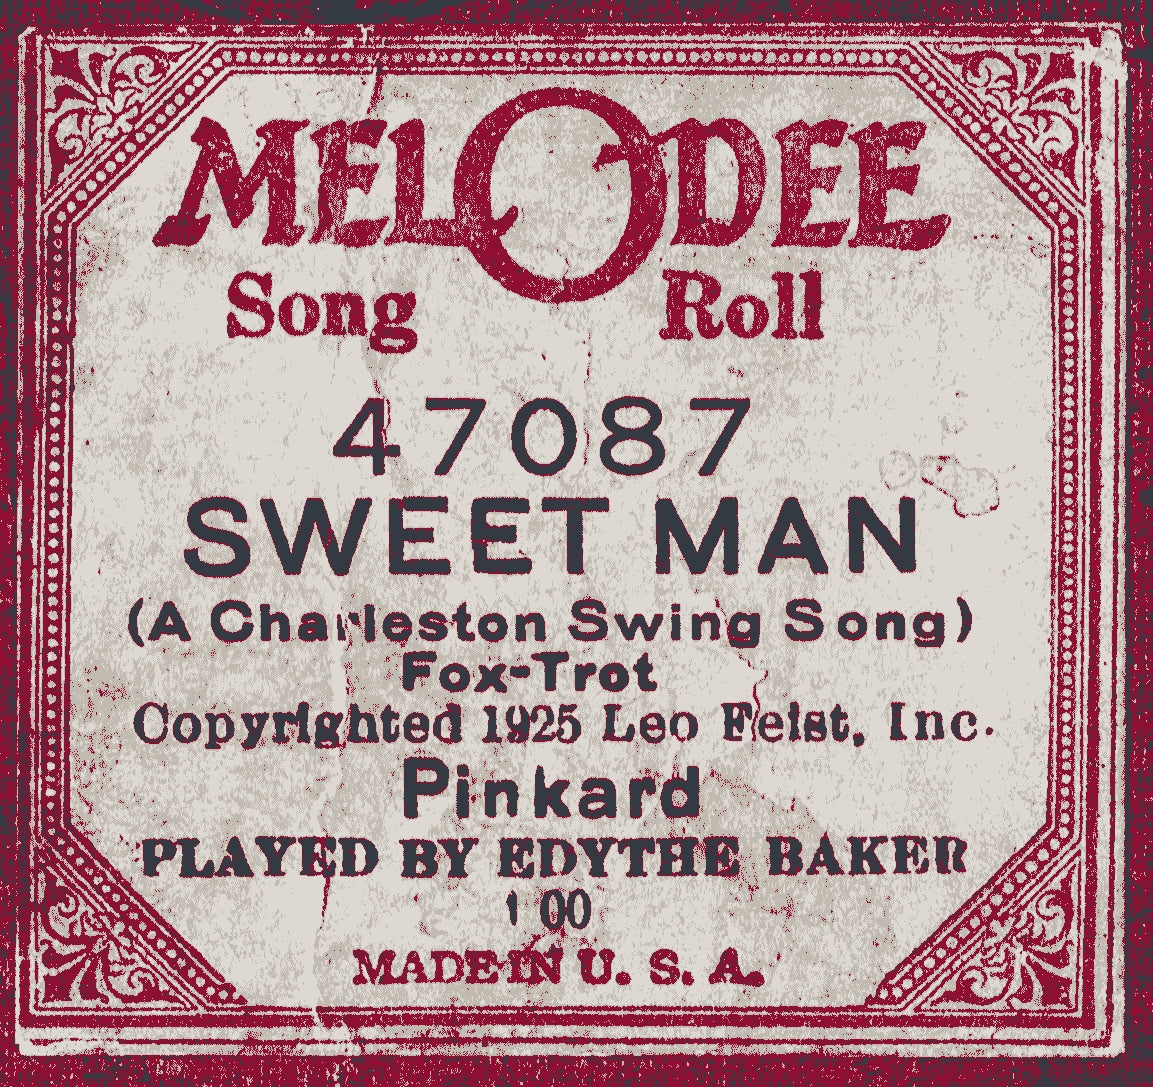 MELODEE
Song Roll
47087
SWEET MAN
(A Charleston Swing Song)
Fox-Trot
Copyrighted 1925 Leo Feist, Inc.
Pinkard
PLAYED BY EDYTHE BAKER
1 00
MADE IN U. S. A.